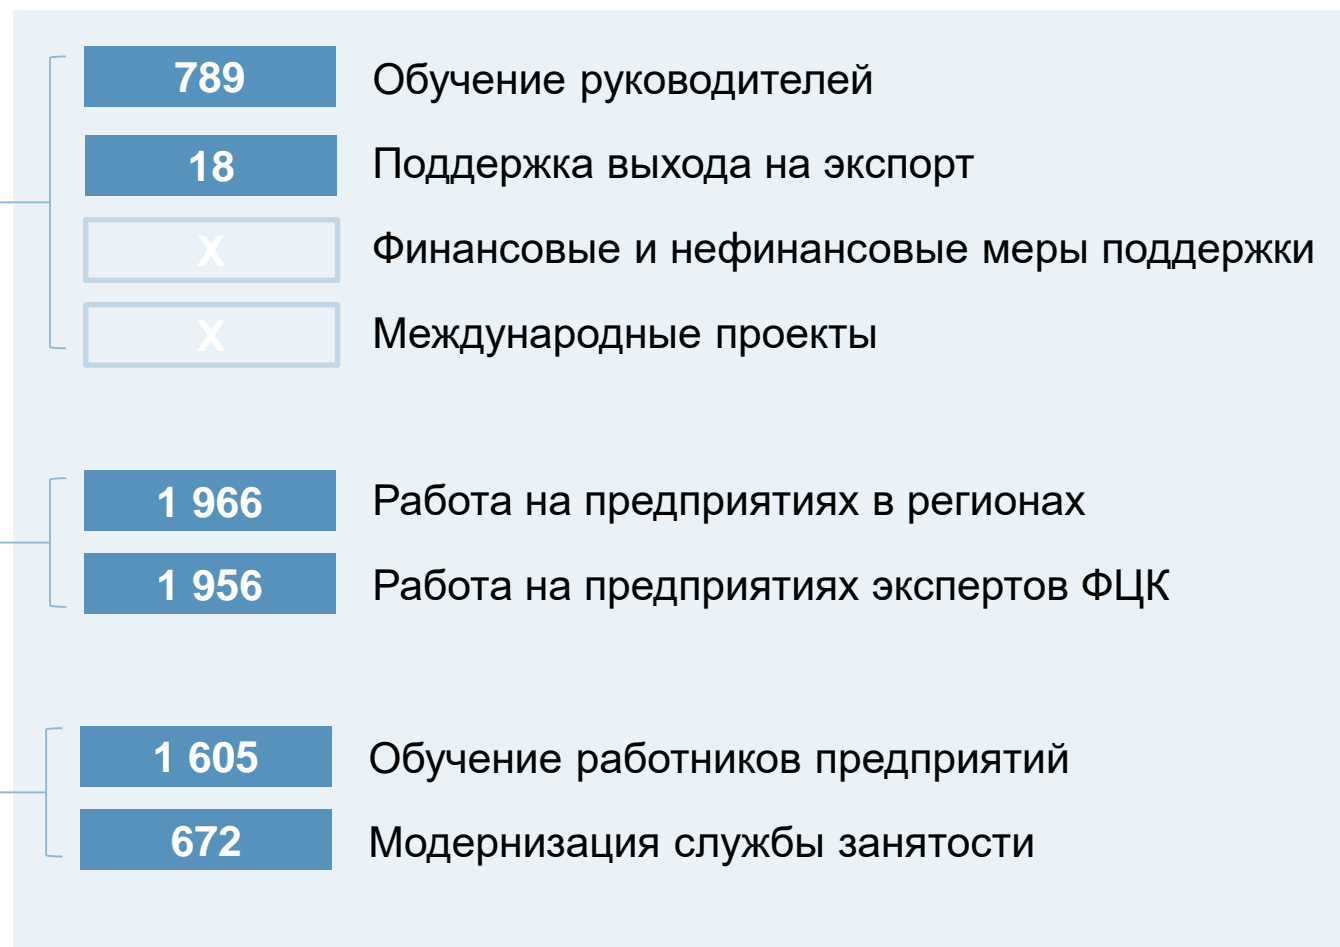 789 Обучение руководителей
18 Поддержка выхода на экспорт
X Финансовые и нефинансовые меры поддержки
X Международные проекты
1 966 Работа на предприятиях в регионах
1 956 Работа на предприятиях экспертов ФЦК
1 605 Обучение работников предприятий
672 Модернизация службы занятости